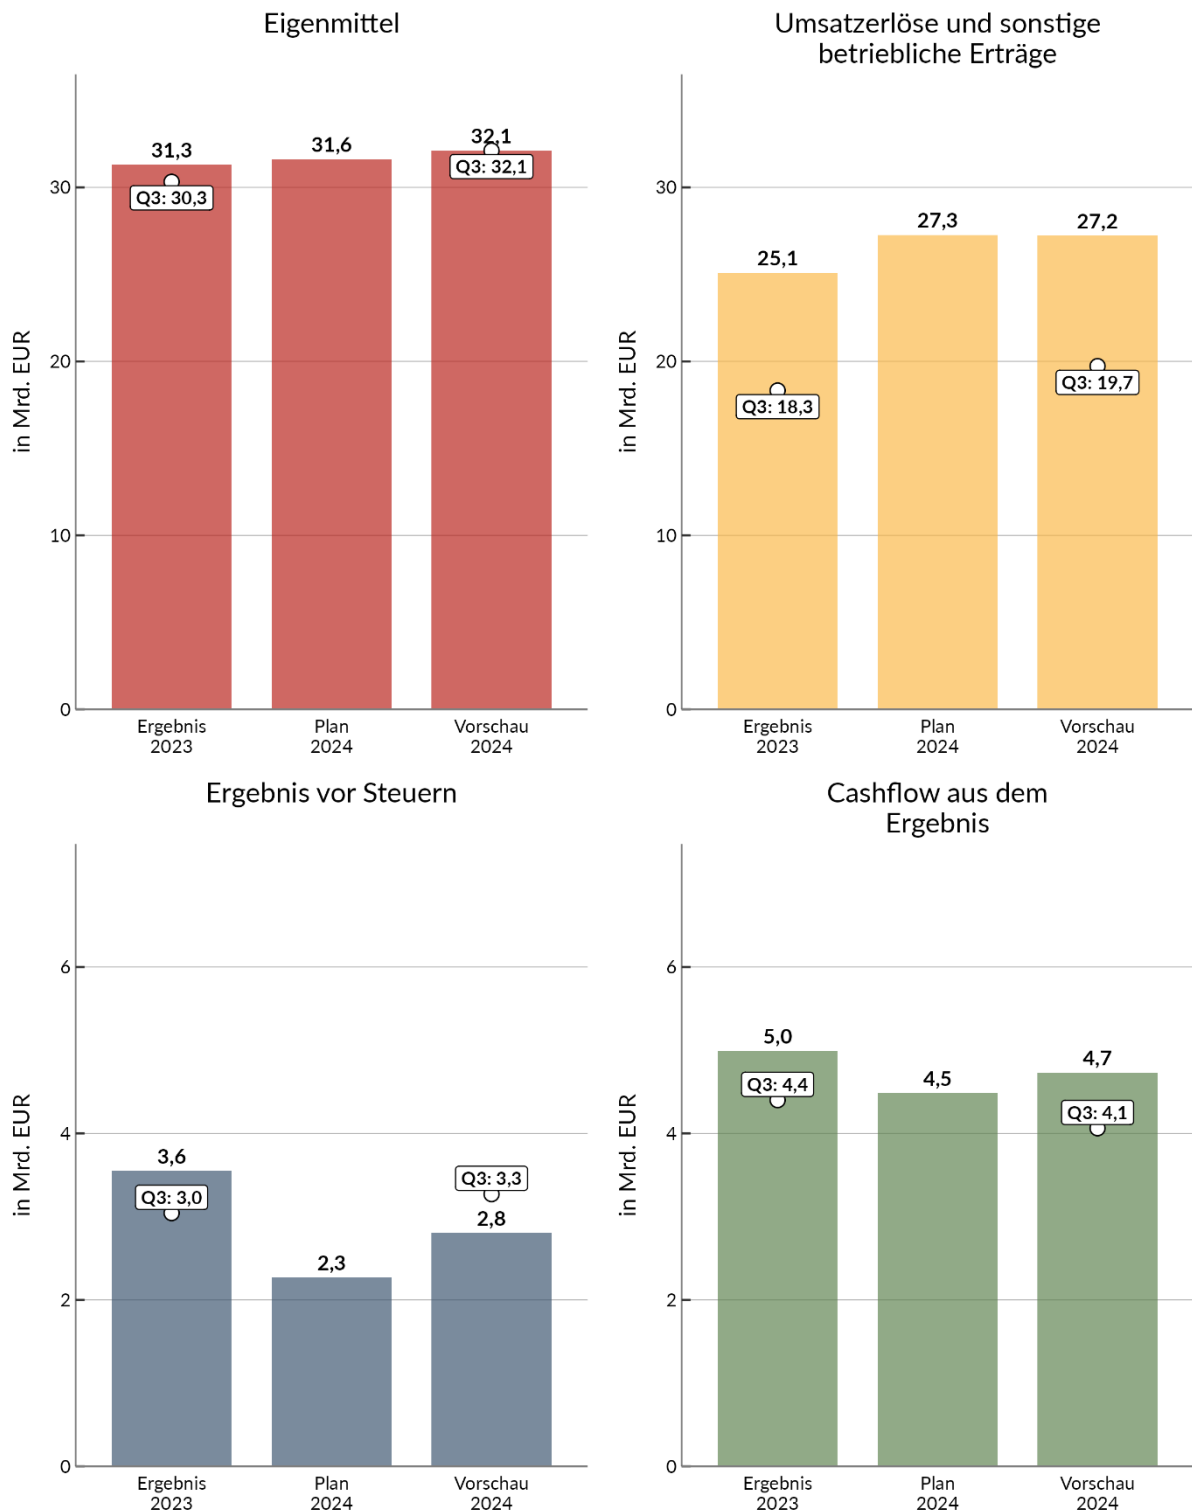 Eigenmittel
in Mrd. EUR
30
20
10
0
31,3
Q3: 30,3
31,6
32,1
Q3: 32,1
Ergebnis
2023
Plan
2024
Vorschau
2024
Umsatzerlöse und sonstige
betriebliche Erträge
in Mrd. EUR
30
20
10
0
25,1
Q3: 18,3
27,3
27,2
Q3: 19,7
Ergebnis
2023
Plan
2024
Vorschau
2024
Ergebnis vor Steuern
in Mrd. EUR
6
4
2
0
3,6
Q3: 3,0
2,3
Q3: 3,3
2,8
Ergebnis
2023
Plan
2024
Vorschau
2024
Cashflow aus dem
Ergebnis
in Mrd. EUR
6
4
2
0
5,0
Q3: 4,4
4,5
4,7
Q3: 4,1
Ergebnis
2023
Plan
2024
Vorschau
2024